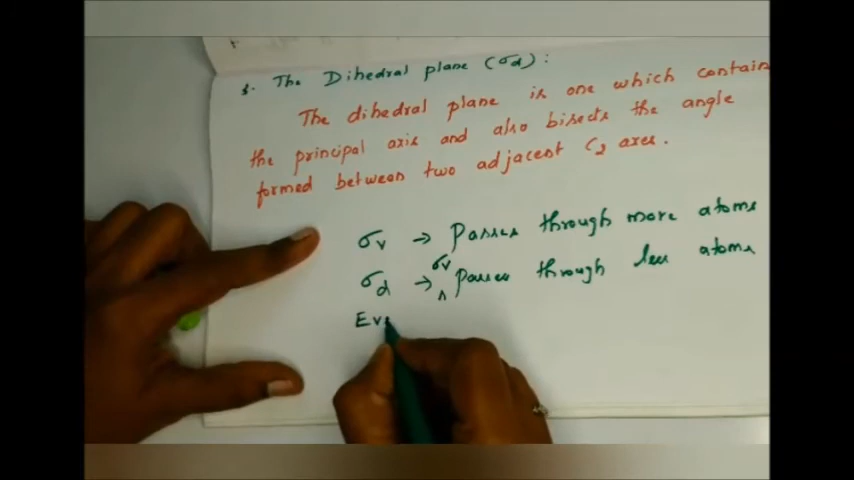 3. The Dihedral plane (σd):
The dihedral plane is one which contain
the principal axis and also bisects the angle
formed between two adjacent C2 axes.
σv → Passes through more atoms
σd → σv passes through less atoms
Ev